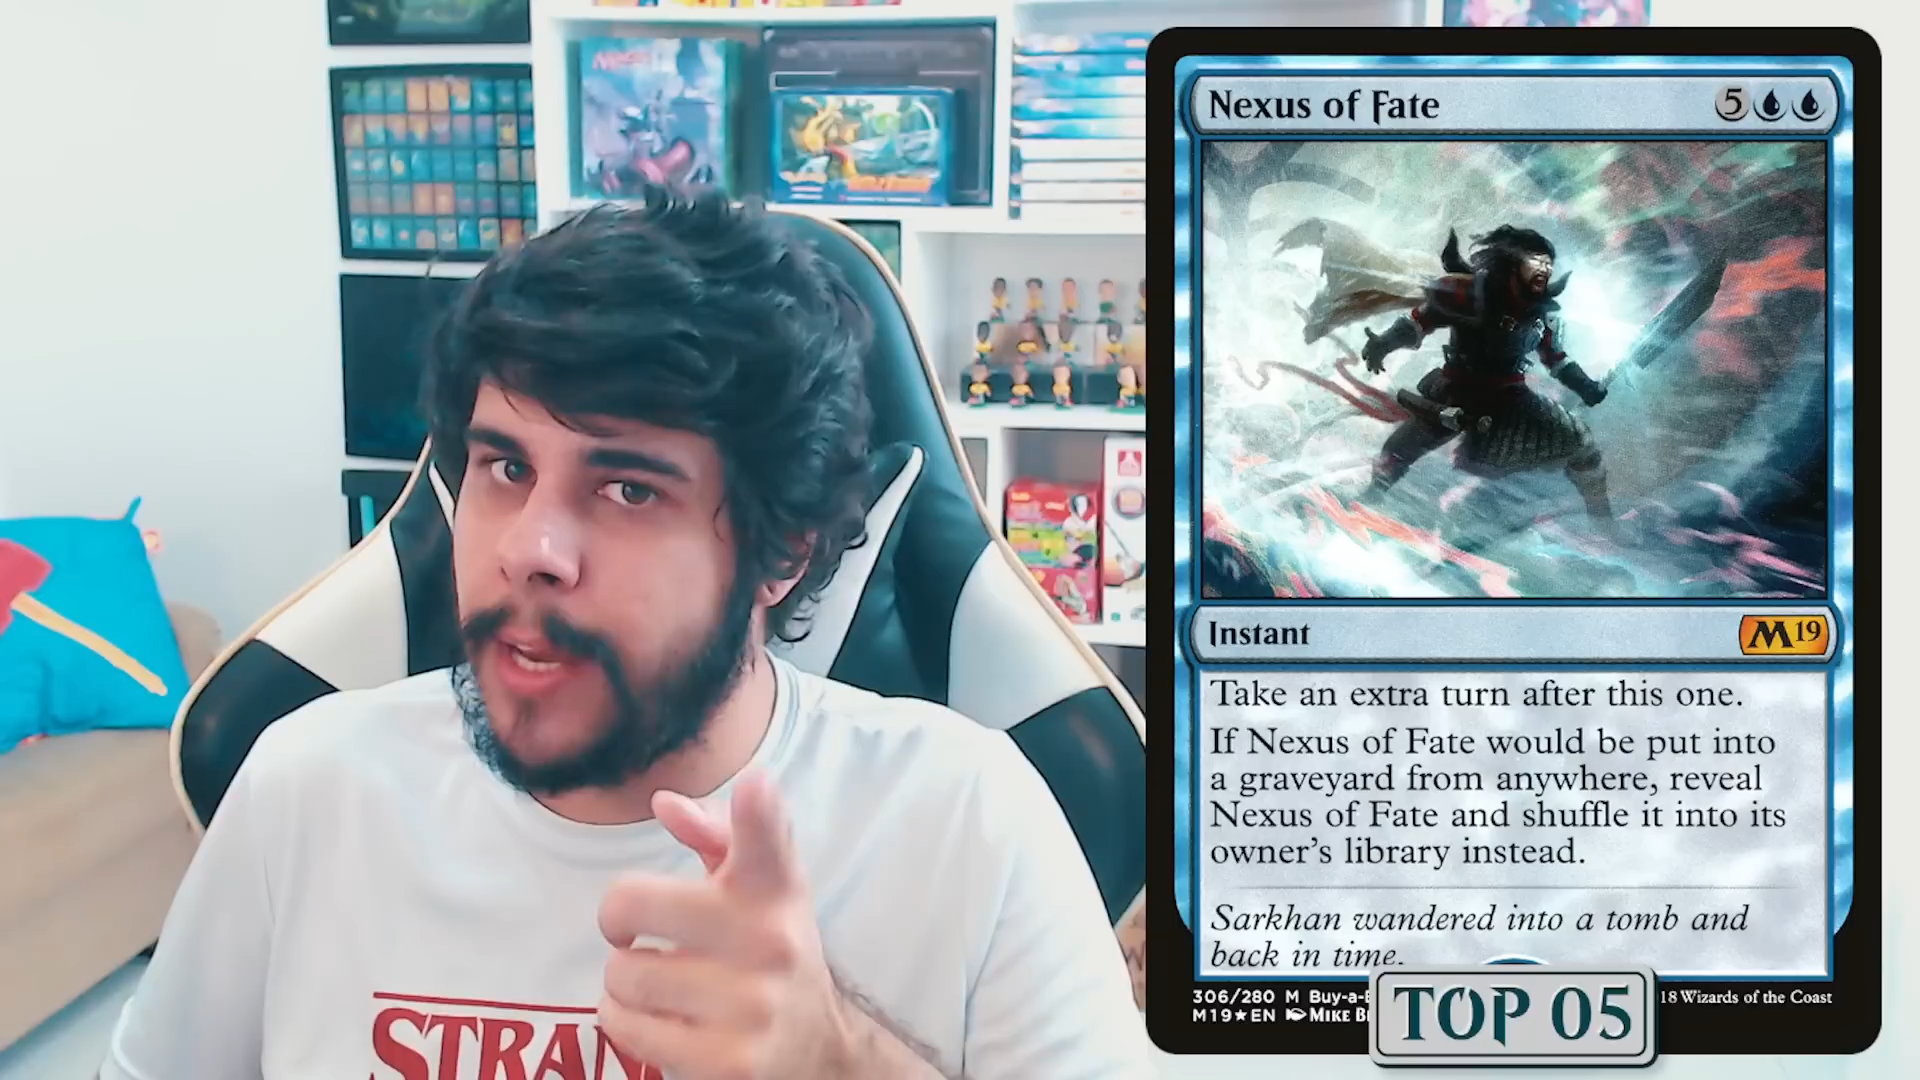 Nexus of Fate
5
Instant
M19
Take an extra turn after this one.
If Nexus of Fate would be put into
a graveyard from anywhere, reveal
Nexus of Fate and shuffle it into its
owner's library instead.
Sarkhan wandered into a tomb and
back in time.
306/280 M Buy-a-
18 Wizards of the Coast
M19★EN MIKE
TOP 05
STRAN